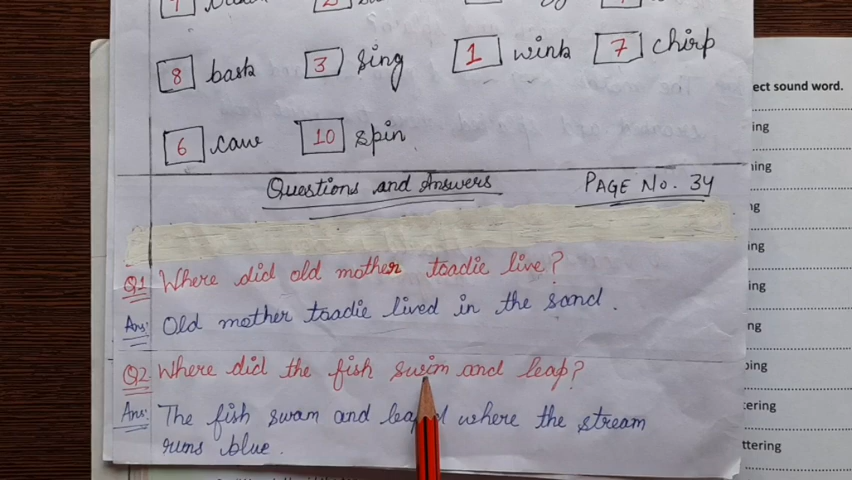 8 bask 3 sing 1 wink 7 chirp
6 caw 10 spin
Questions and Answers PAGE NO. 34
Q1 Where did old mother toadie live?
Ans: Old mother toadie lived in the sand.
Q2. Where did the fish swim and leap?
Ans: The fish swam and where the stream
runs blue.
ect sound word.
ing
ing
ing
ing
ng
ping
tering
ttering